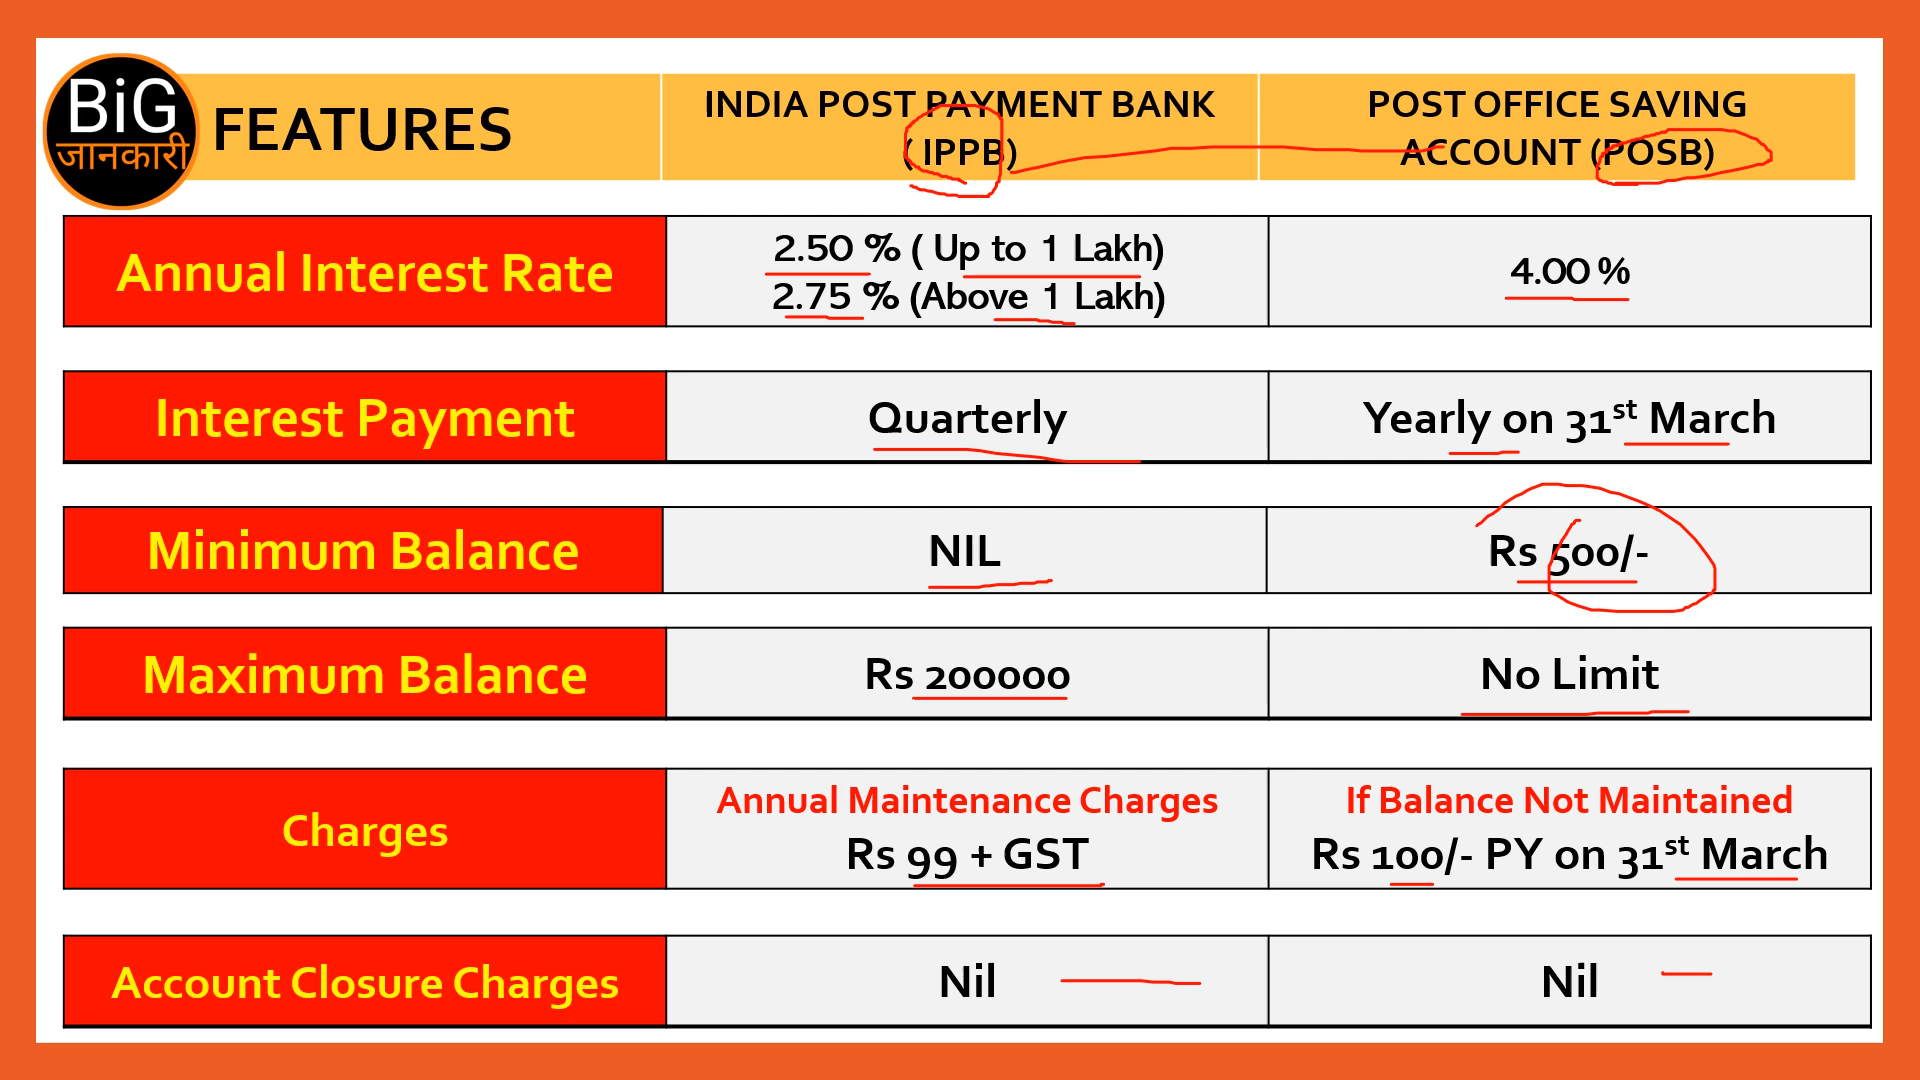 BiG
जानकारी
FEATURES
INDIA POST PAYMENT BANK
( IPPB)
POST OFFICE SAVING
ACCOUNT (POSB)
Annual Interest Rate
2.50 % ( Up to 1 Lakh)
2.75 % (Above 1 Lakh)
4.00 %
Interest Payment
Quarterly
Yearly on 31st March
Minimum Balance
NIL
Rs 500/-
Maximum Balance
Rs 200000
No Limit
Charges
Annual Maintenance Charges
Rs 99 + GST
If Balance Not Maintained
Rs 100/- PY on 31st March
Account Closure Charges
Nil
Nil